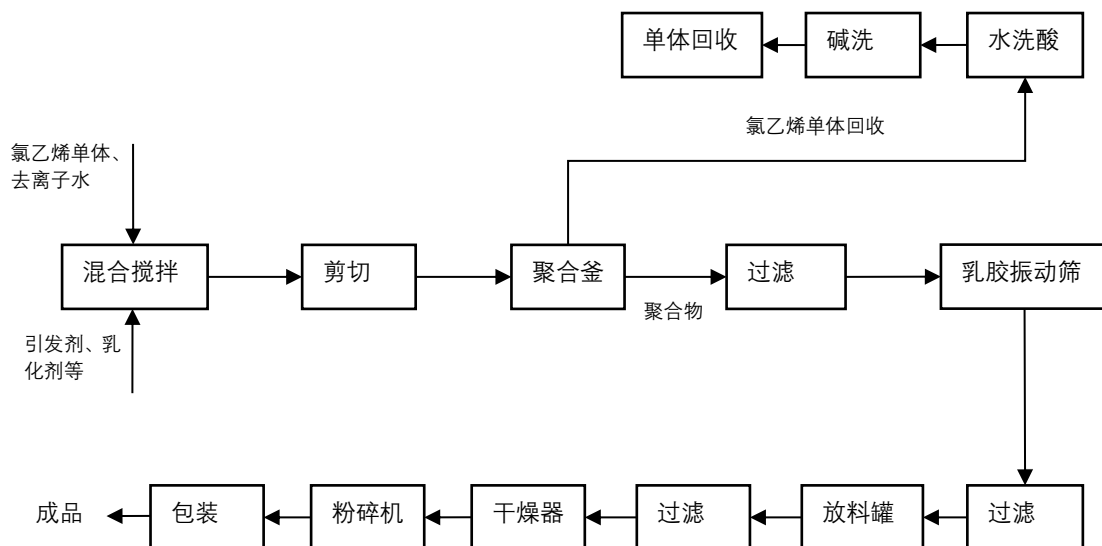 单体回收
碱洗
水洗酸
氯乙烯单体回收
氯乙烯单体、
去离子水
混合搅拌
剪切
聚合釜
过滤
乳胶振动筛
聚合物
引发剂、乳
化剂等
成品
包装
粉碎机
干燥器
过滤
放料罐
过滤